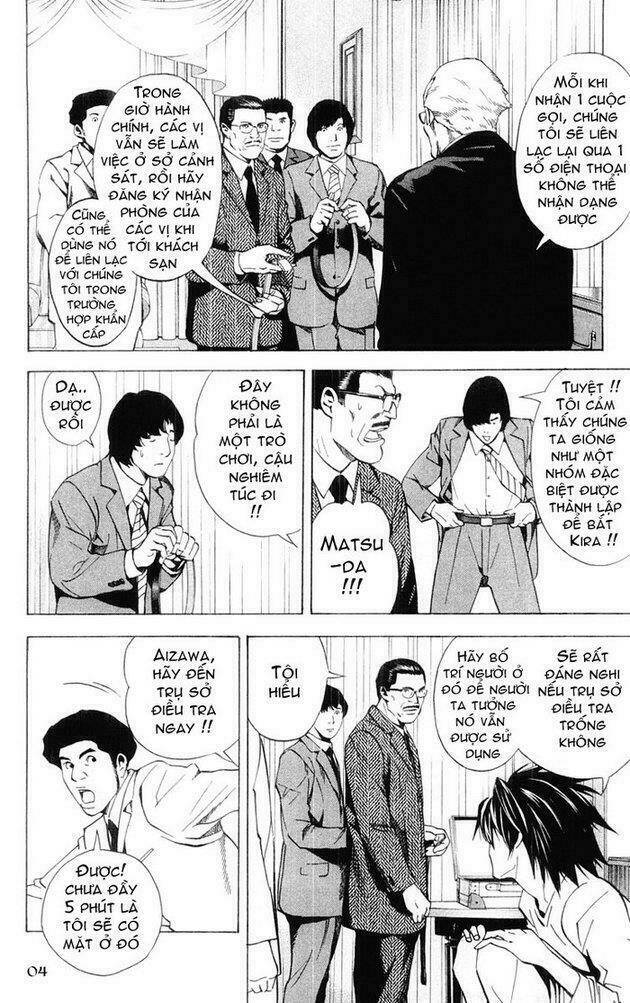 MỖI KHI
NHẬN 1 CUỘC
GỌI, CHÚNG
TÔI SẼ LIÊN
LẠC LẠI QUA 1
SỐ ĐIỆN THOẠI
KHÔNG THỂ
NHẬN DẠNG
ĐƯỢC
TRONG
GIỜ HÀNH
CHÍNH, CÁC VỊ
VẪN SẼ LÀM
VIỆC Ở SỞ CẢNH
SÁT, RỒI HÃY
ĐĂNG KÝ NHẬN
PHÒNG CỦA
CÁC VỊ KHI
TỚI KHÁCH
SẠN
CŨNG
CÓ THỂ
DÙNG NÓ
ĐỂ LIÊN LẠC
VỚI CHÚNG
TÔI TRONG
TRƯỜNG
HỢP KHẨN
CẤP
TUYỆT !!
TÔI CẢM
THẤY CHÚNG
TA GIỐNG
NHƯ MỘT
NHÓM ĐẶC
BIỆT ĐƯỢC
THÀNH LẬP
ĐỂ BẮT
KIRA !!
MATSU
-DA
!!!
ĐÂY
KHÔNG
PHẢI LÀ
MỘT TRÒ
CHƠI, CẬU
NGHIÊM
TÚC ĐI
!!
DẠ..
ĐƯỢC
RỒI
SẼ RẤT
ĐÁNG NGHI
NẾU TRỤ SỞ
ĐIỀU TRA
TRỐNG
KHÔNG
HÃY BỐ
TRÍ NGƯỜI Ở
ĐÓ ĐỂ NGƯỜI
TA TƯỞNG
NÓ VẪN
ĐƯỢC SỬ
DỤNG
TÔI
HIỂU
AIZAWA,
HÃY ĐẾN
TRỤ SỞ
ĐIỀU TRA
NGAY !!
ĐƯỢC!
CHƯA ĐẦY
5 PHÚT LÀ
TÔI SẼ CÓ
MẶT Ở ĐÓ
04